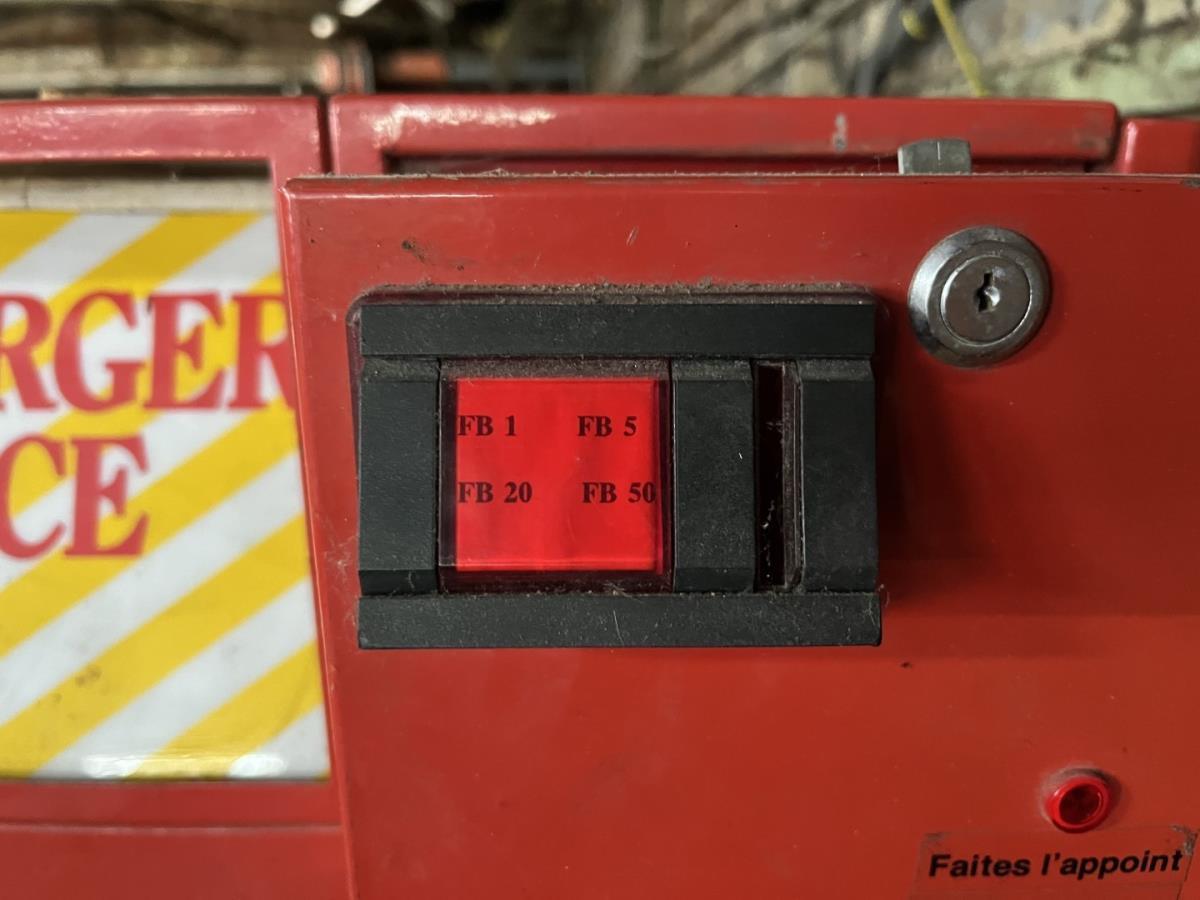 RGER
CE
FB 1 FB 5
FB 20 FB 50
Faites l'appoint